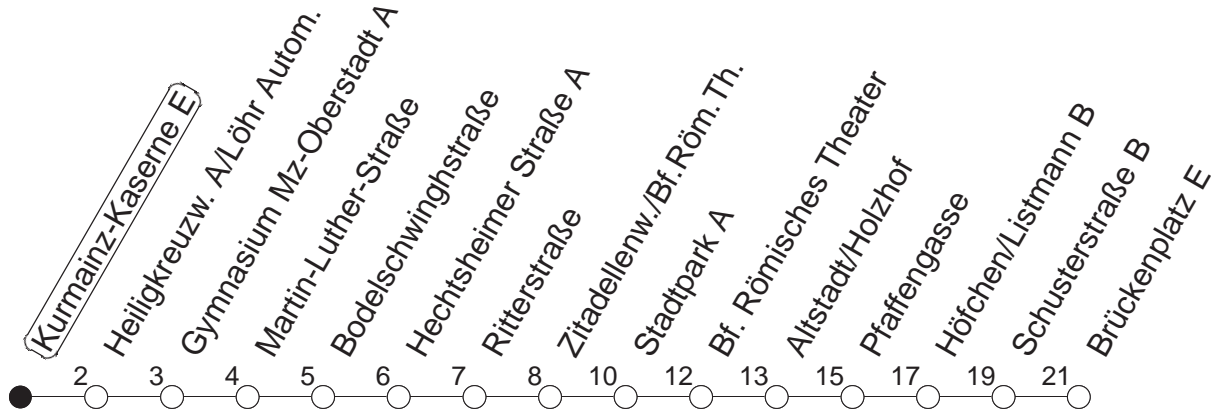 Kurmainz-Kaserne E
Heiligkreuzw. A/Löhr Autom.
Gymnasium Mz-Oberstadt A
Martin-Luther-Straße
Bodelschwinghstraße
Hechtsheimer Straße A
Ritterstraße
Zitadellenw./Bf.Röm. Th.
Stadtpark A
Bf. Römisches Theater
Altstadt/Holzhof
Pfaffengasse
Höfchen/Listmann B
Schusterstraße B
Brückenplatz E
2 3 4 5 6 7 8 10 12 13 15 17 19 21